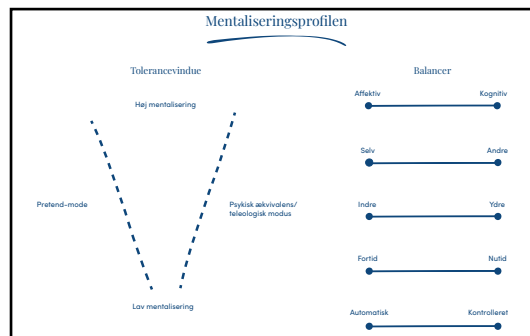 Mentaliseringsprofilen
Tolerancevindue
Høj mentalisering
Pretend-mode
Psykisk ækvivalens/
teleologisk modus
Lav mentalisering
Balancer
Affektiv Kognitiv
Selv Andre
Indre Ydre
Fortid Nutid
Automatisk Kontrolleret